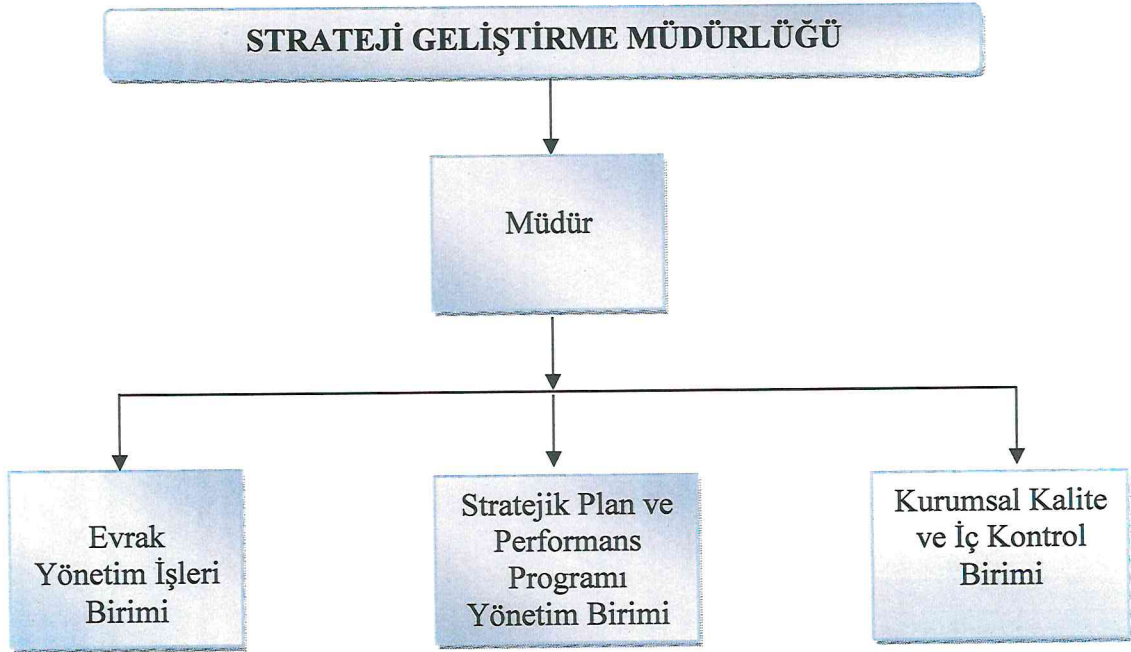 STRATEJİ GELİŞTİRME MÜDÜRLÜĞÜ
Müdür
Evrak
Yönetim İşleri
Birimi
Stratejik Plan ve
Performans
Programı
Yönetim Birimi
Kurumsal Kalite
ve İç Kontrol
Birimi